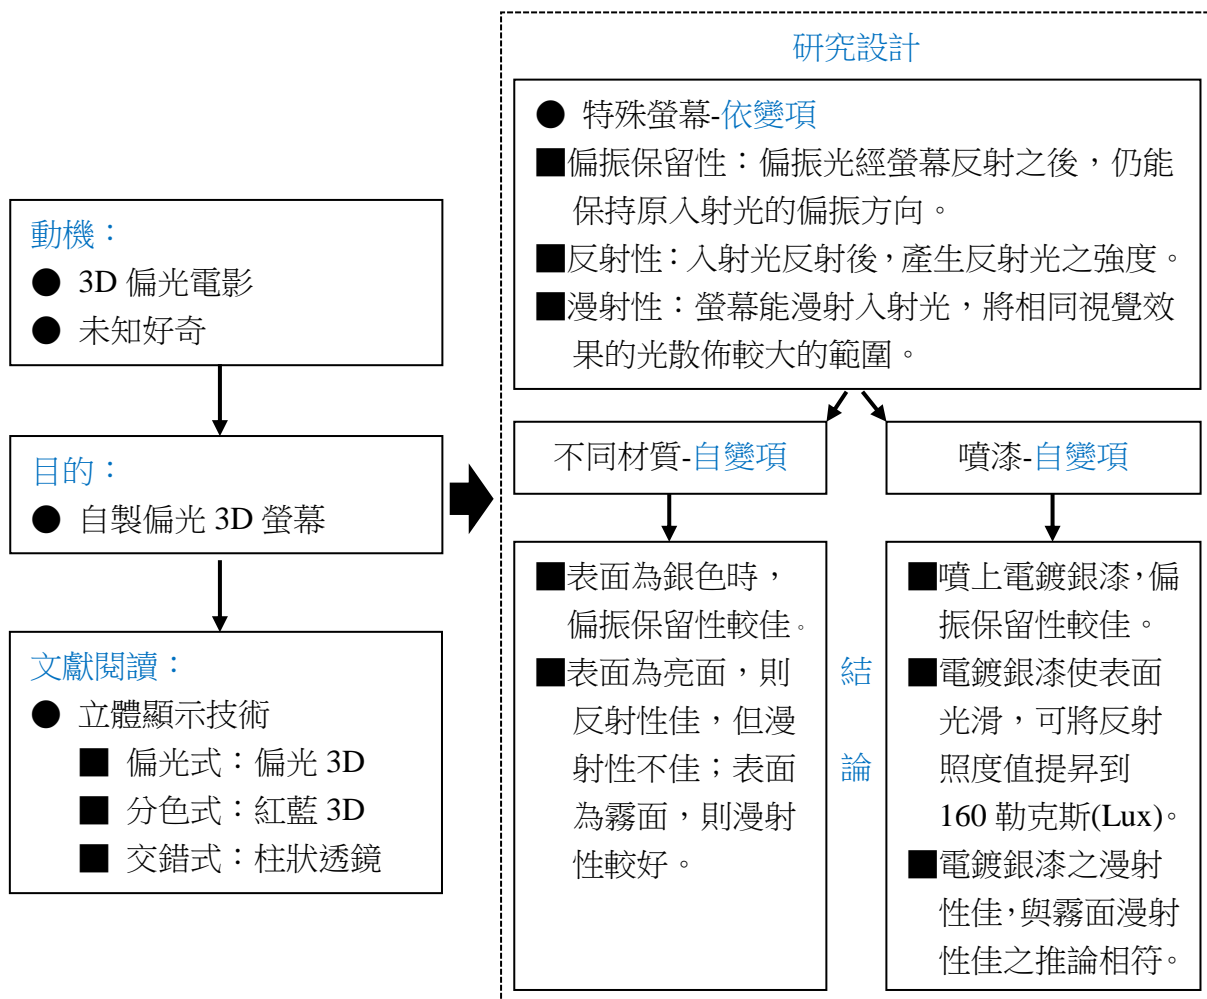 動機：
● 3D 偏光電影
● 未知好奇
目的：
● 自製偏光 3D 螢幕
文獻閱讀：
● 立體顯示技術
■ 偏光式：偏光 3D
■ 分色式：紅藍 3D
■ 交錯式：柱狀透鏡
研究設計
● 特殊螢幕-依變項
■偏振保留性：偏振光經螢幕反射之後，仍能
保持原入射光的偏振方向。
■反射性：入射光反射後，產生反射光之強度。
■漫射性：螢幕能漫射入射光，將相同視覺效
果的光散佈較大的範圍。
不同材質-自變項
■表面為銀色時，
偏振保留性較佳。
■表面為亮面，則
反射性佳，但漫
射性不佳；表面
為霧面，則漫射
性較好。
結
論
噴漆-自變項
■噴上電鍍銀漆，偏
振保留性較佳。
■電鍍銀漆使表面
光滑，可將反射
照度值提昇到
160 勒克斯(Lux)。
■電鍍銀漆之漫射
性佳，與霧面漫射
性佳之推論相符。